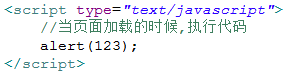 <script type="text/javascript">
//当页面加载的时候,执行代码
alert(123);
</script>